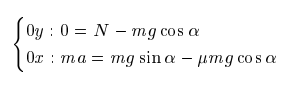 0y : 0 = N − mg cos α
0x : ma = mg sin α − μmg cos α